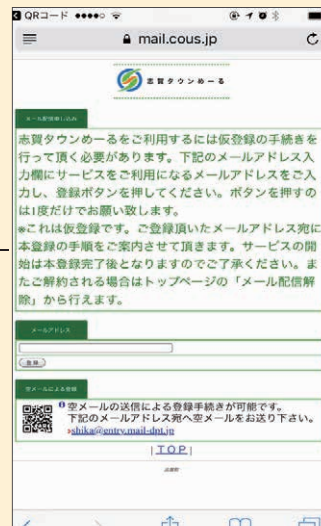 QRコード
mail.cous.jp
志賀タウンめーる
メール配信申し込み
志賀タウンめーるをご利用するには仮登録の手続きを
行って頂く必要があります。下記のメールアドレス入
力欄にサービスをご利用になるメールアドレスをご入
力し、登録ボタンを押してください。ボタンを押すの
は1度だけでお願い致します。
※これは仮登録です。ご登録頂いたメールアドレス宛に
本登録の手順をご案内させて頂きます。サービスの開
始は本登録完了後となりますのでご了承ください。ま
たご解約される場合はトップページの「メール配信解
除」から行えます。
メールアドレス
登録
空メールによる登録
空メールの送信による登録手続きが可能です。
下記のメールアドレス宛へ空メールをお送り下さい。
»shika@entry.mail-dpt.jp
| TOP |